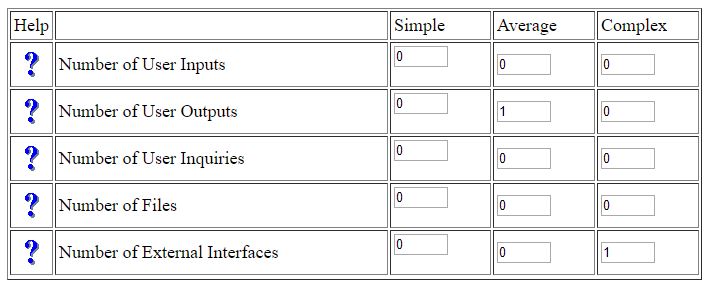 Help Simple Average Complex
? Number of User Inputs 0 0 0
? Number of User Outputs 0 1 0
? Number of User Inquiries 0 0 0
? Number of Files 0 0 0
? Number of External Interfaces 0 0 1